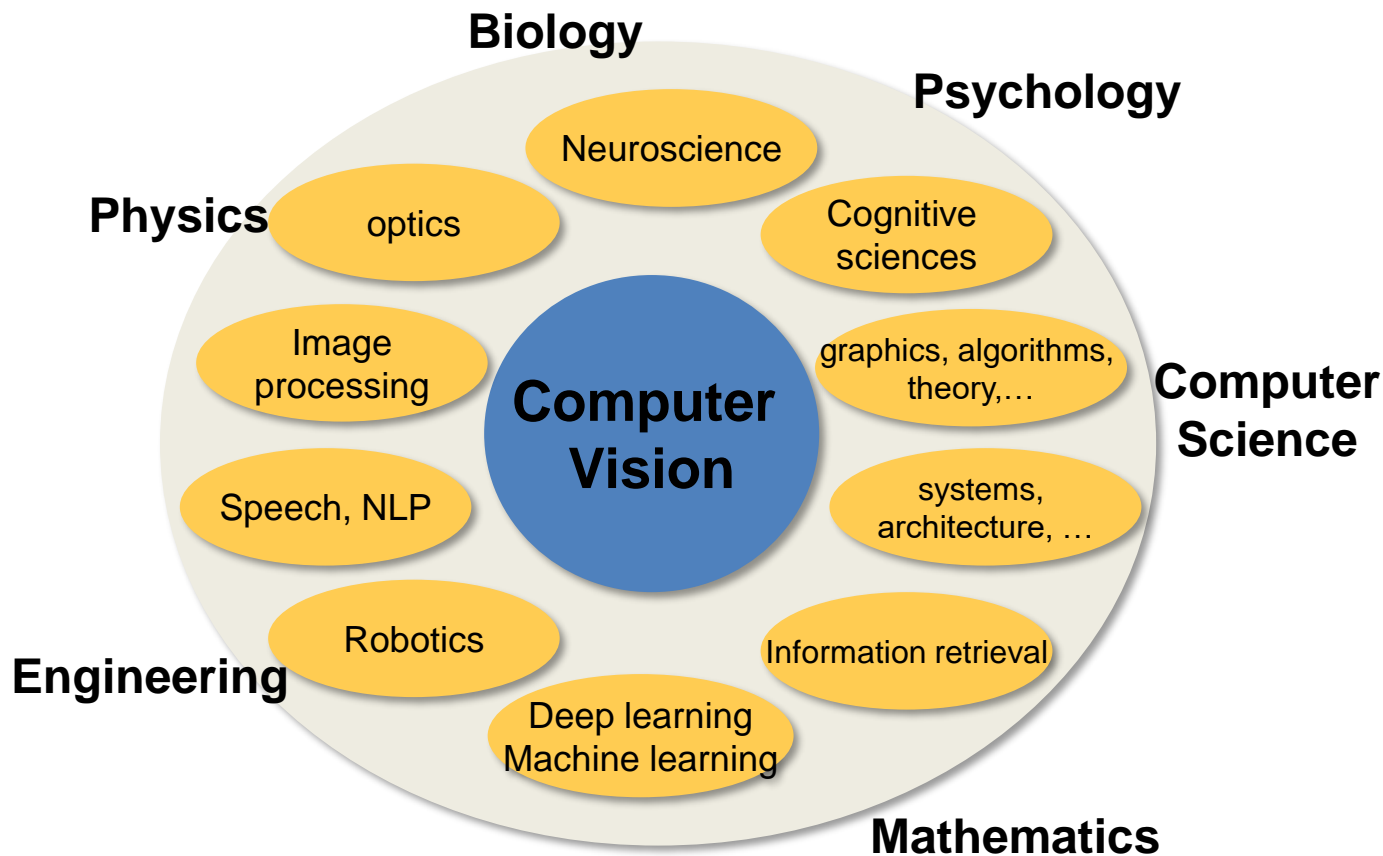 Biology
Psychology
Neuroscience
Physics
optics
Cognitive
sciences
Image
processing
graphics, algorithms,
theory,…
Computer
Vision
Computer
Science
Speech, NLP
systems,
architecture, …
Robotics
Information retrieval
Engineering
Deep learning
Machine learning
Mathematics